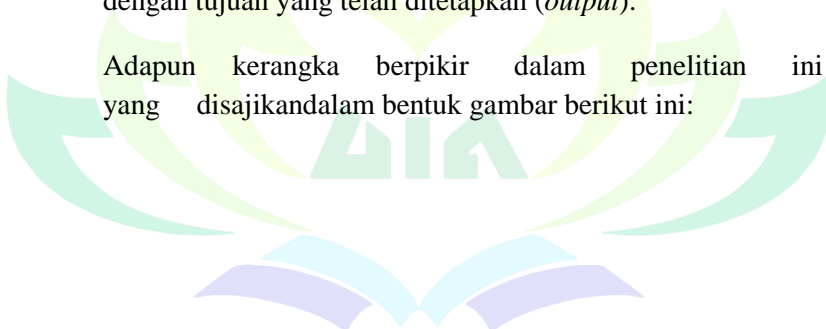 dengan tujuan yang telah ditetapkan (output).
Adapun kerangka berpikir dalam penelitian ini
yang disajikandalam bentuk gambar berikut ini: